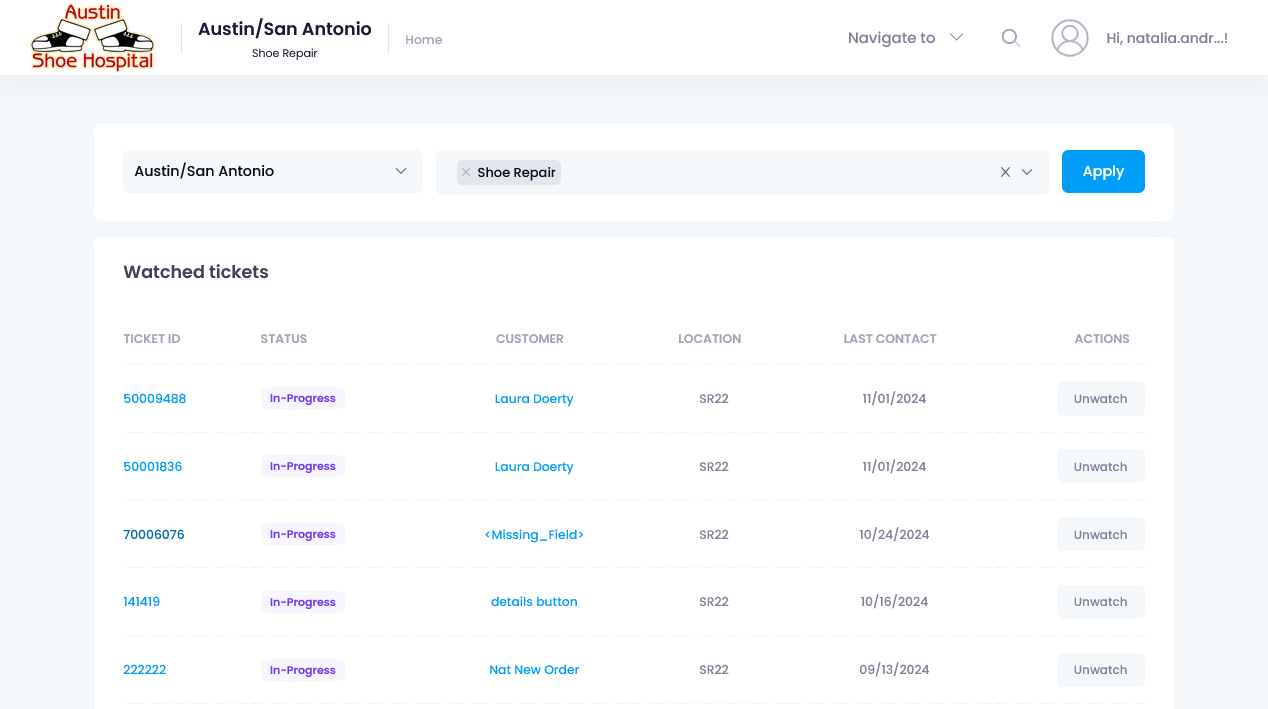 Austin
Shoe Hospital
Austin/San Antonio
Shoe Repair
Home
Navigate to
Hi, natalia.andr...!
Austin/San Antonio
Shoe Repair
Apply
Watched tickets
TICKET ID STATUS CUSTOMER LOCATION LAST CONTACT ACTIONS
50009488 In-Progress Laura Doerty SR22 11/01/2024 Unwatch
50001836 In-Progress Laura Doerty SR22 11/01/2024 Unwatch
70006076 In-Progress <Missing_Field> SR22 10/24/2024 Unwatch
141419 In-Progress details button SR22 10/16/2024 Unwatch
222222 In-Progress Nat New Order SR22 09/13/2024 Unwatch